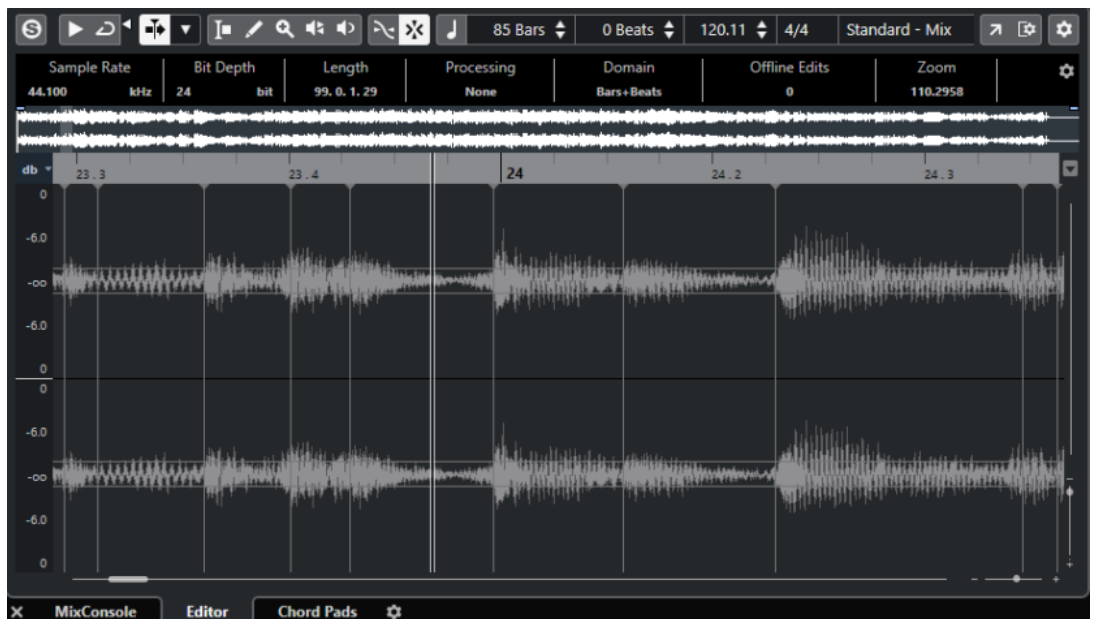 85 Bars 0 Beats 120.11 4/4 Standard - Mix
Sample Rate Bit Depth Length Processing Domain Offline Edits Zoom
44.100 kHz 24 bit 99. 0. 1. 29 None Bars+Beats 0 110.2958
db 23.3 23.4 24 24.2 24.3
0
-6.0
-oo
-6.0
0
0
-6.0
-oo
-6.0
0
MixConsole Editor Chord Pads